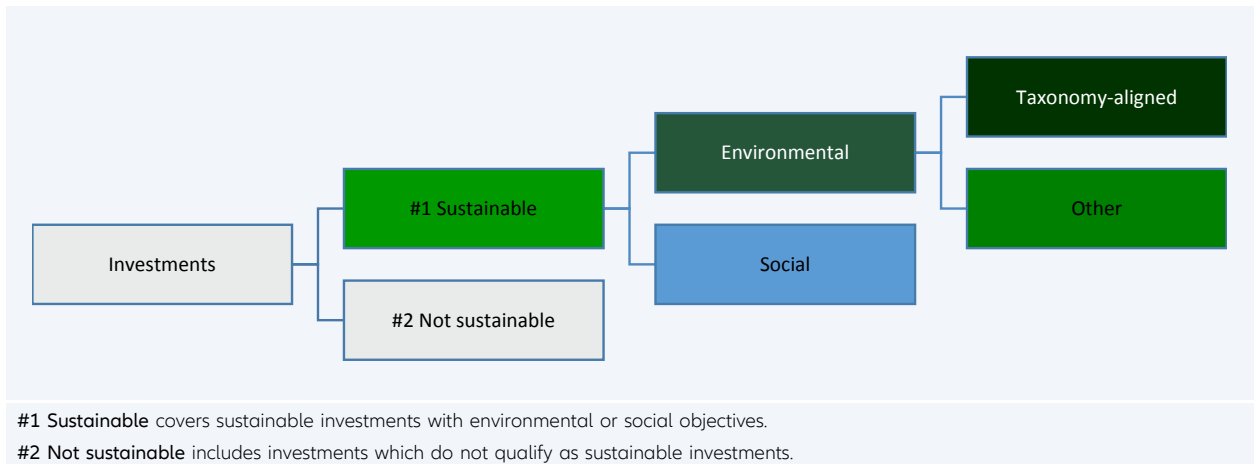 Taxonomy-aligned
Environmental
#1 Sustainable
Other
Investments
Social
#2 Not sustainable
#1 Sustainable covers sustainable investments with environmental or social objectives.
#2 Not sustainable includes investments which do not qualify as sustainable investments.